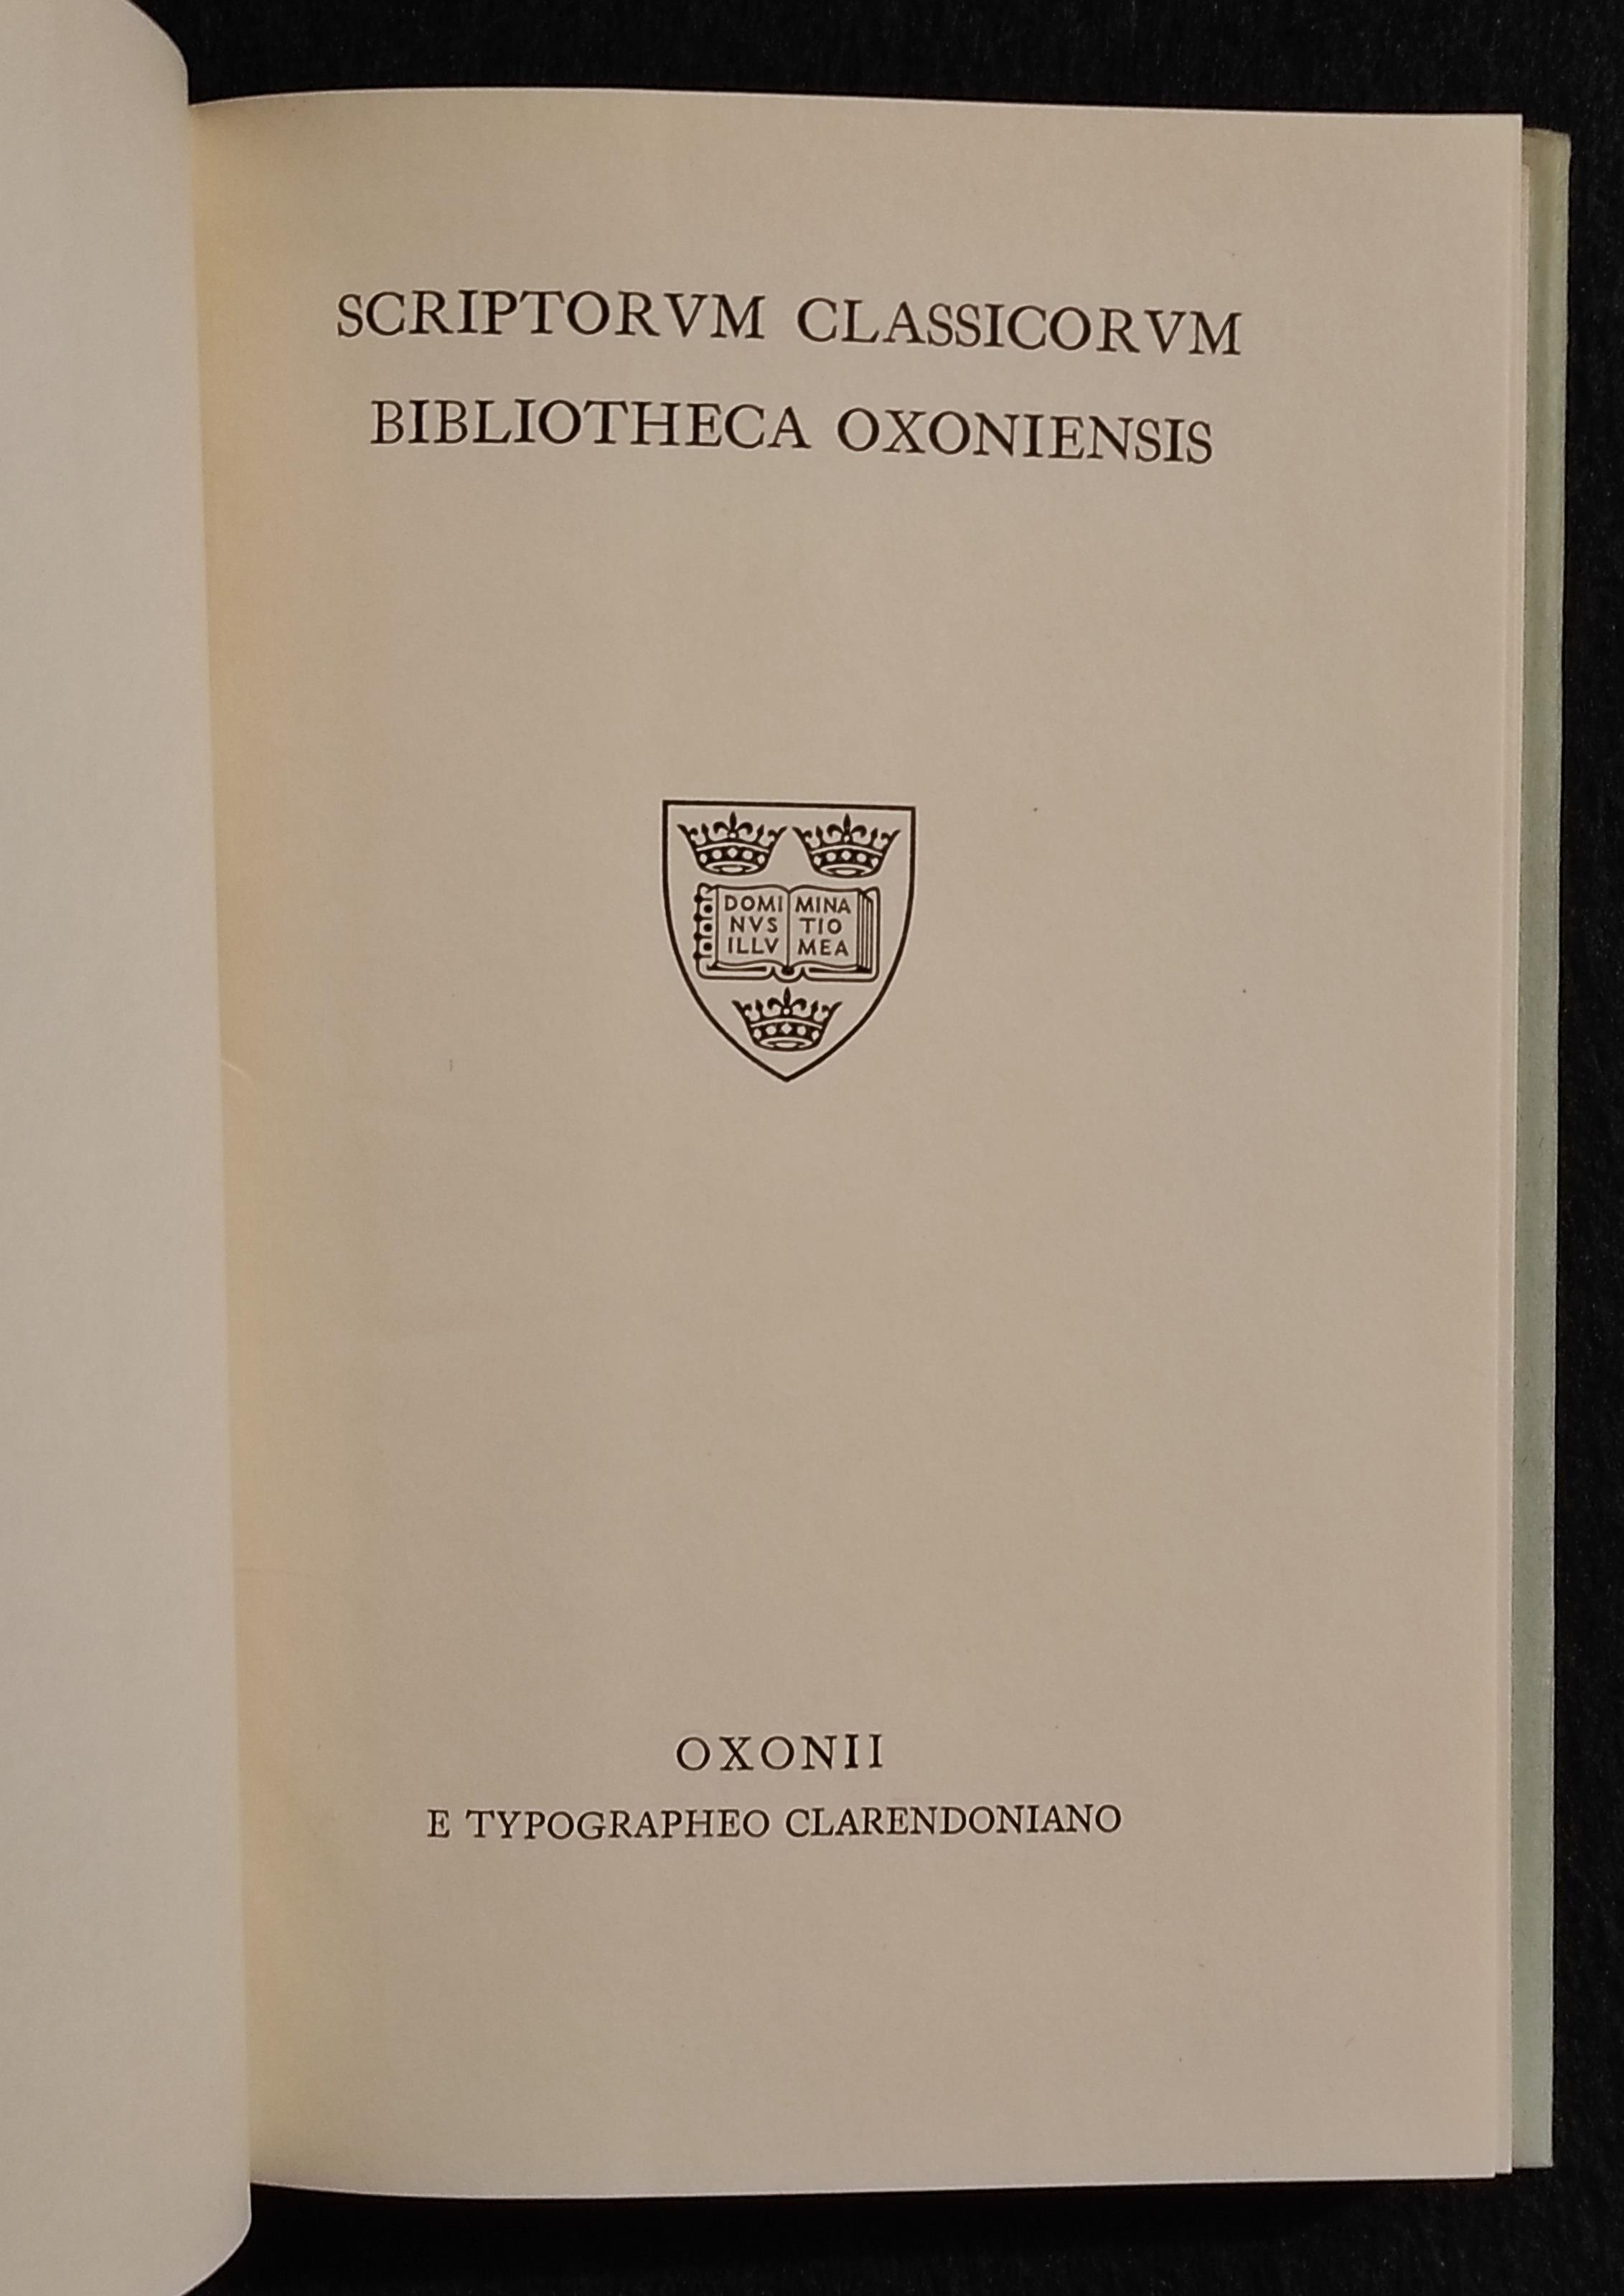 SCRIPTORVM CLASSICORVM
BIBLIOTHECA OXONIENSIS
DOMI MINA
NVS TIO
ILLV MEA
OXONII
E TYPOGRAPHEO CLARENDONIANO